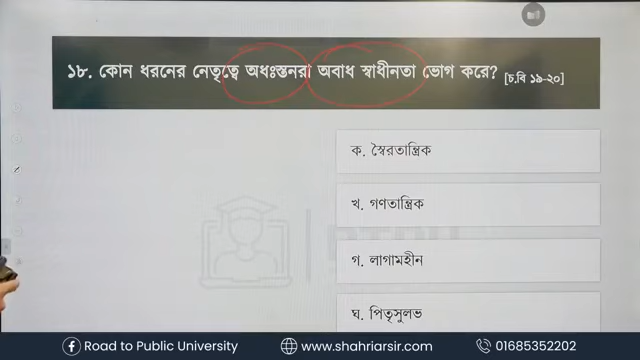 ১৮. কোন ধরনের নেতৃত্বে অধঃস্তনরা অবাধ স্বাধীনতা ভোগ করে? [চ.বি ১৯-২০]
ক. স্বৈরতান্ত্রিক
খ. গণতান্ত্রিক
গ. লাগামহীন
ঘ. পিতৃসুলভ
Road to Public University
www.shahriarsir.com
01685352202